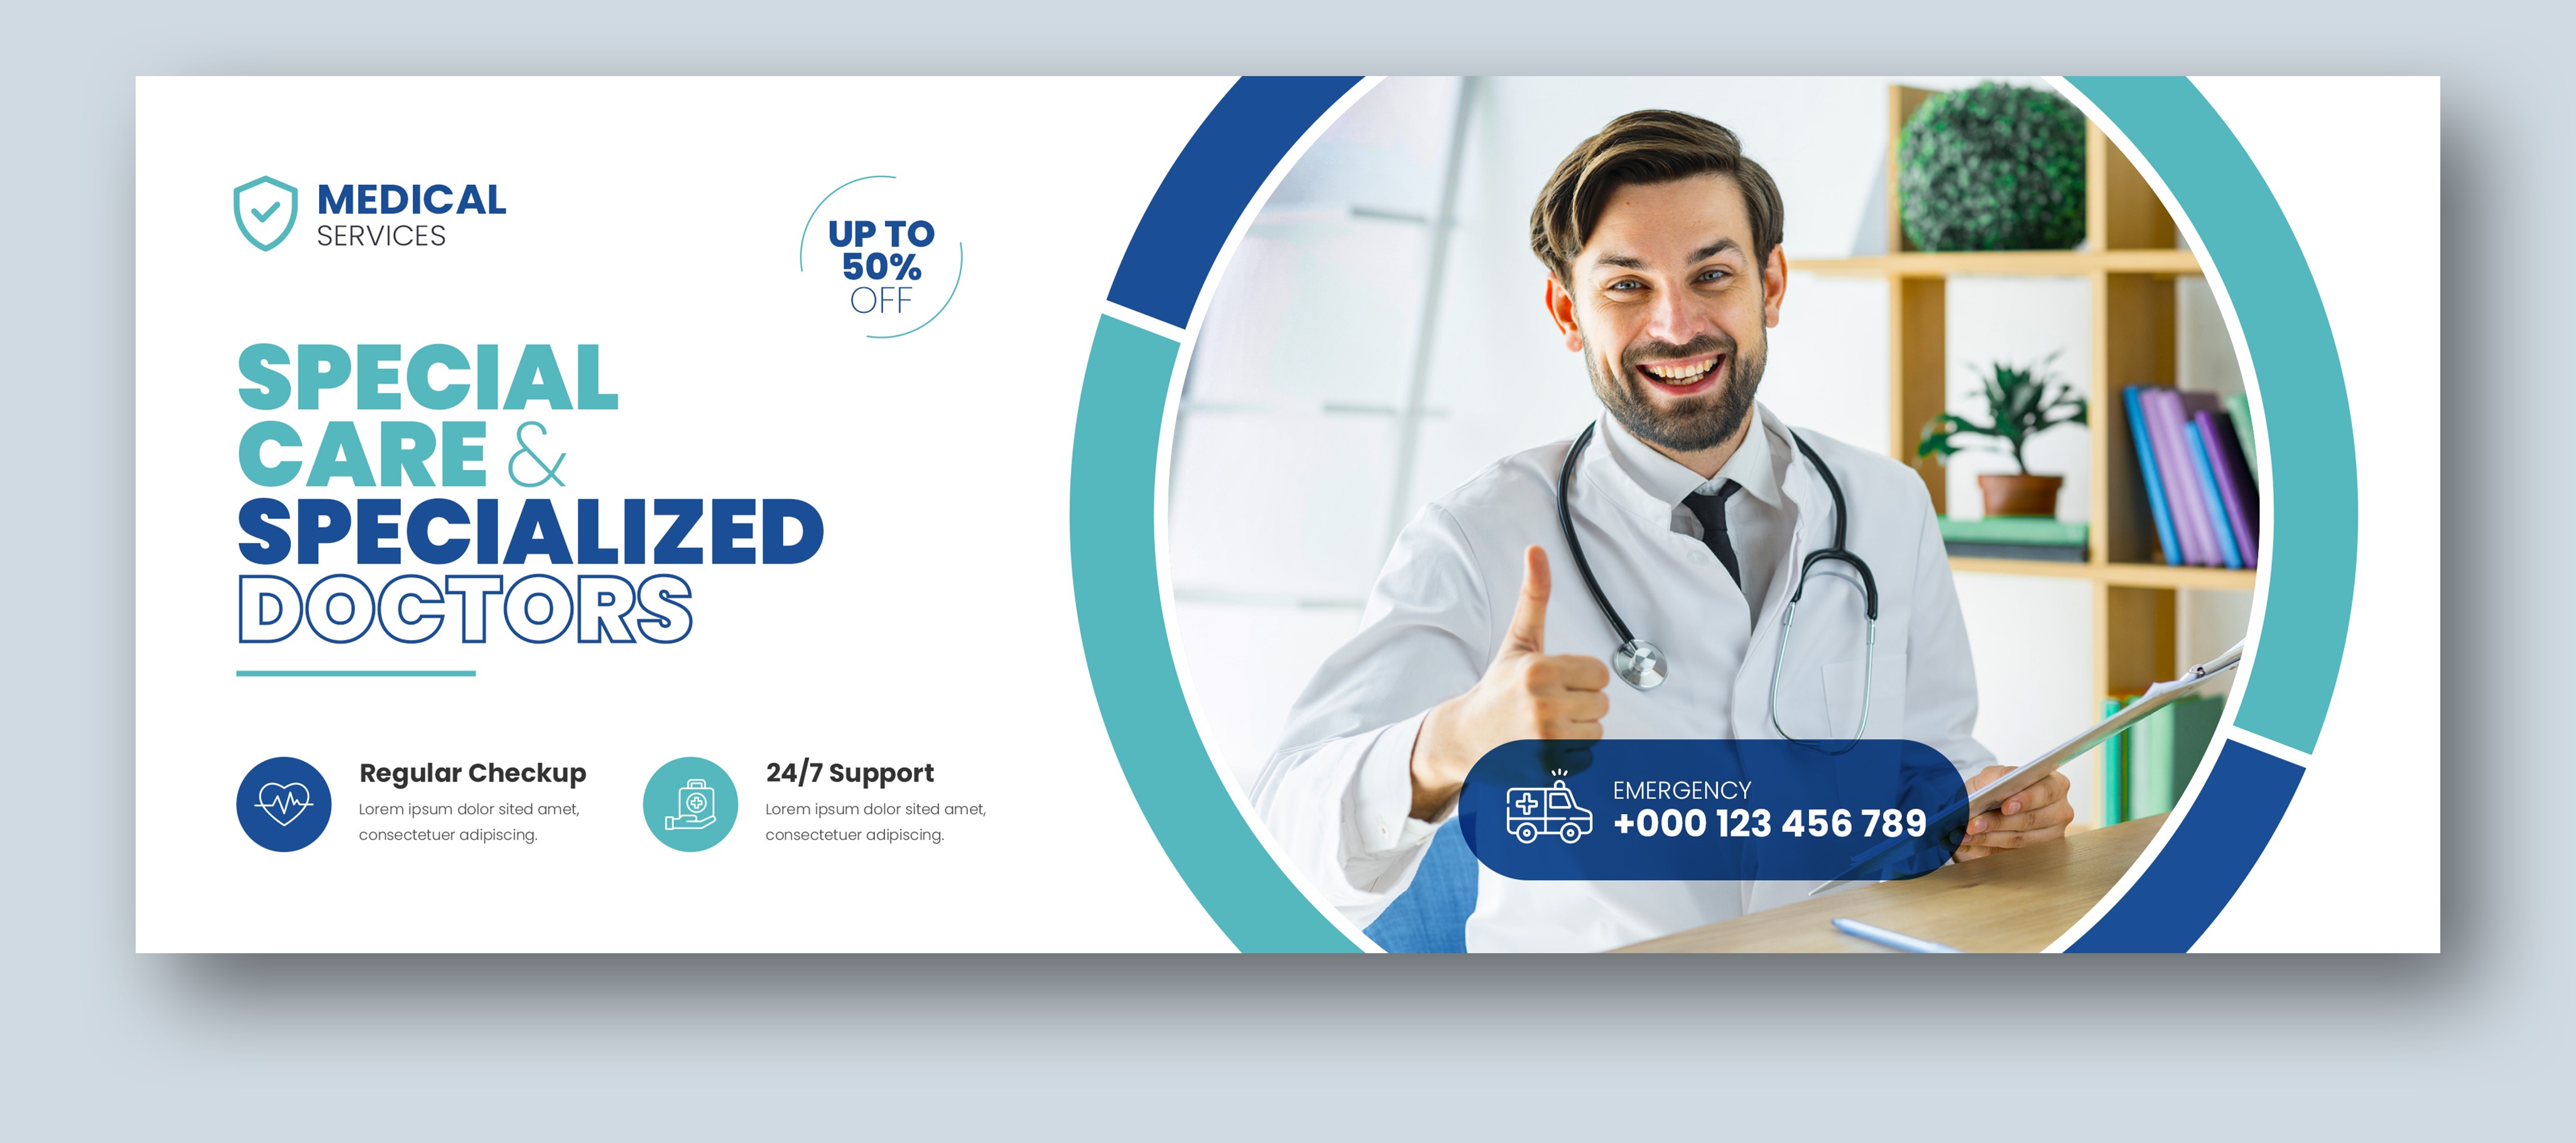 MEDICAL
SERVICES
UP TO
50%
OFF
SPECIAL
CARE &
SPECIALIZED
DOCTORS
Regular Checkup
Lorem ipsum dolor sited amet,
consectetuer adipiscing.
24/7 Support
Lorem ipsum dolor sited amet,
consectetuer adipiscing.
EMERGENCY
+000 123 456 789